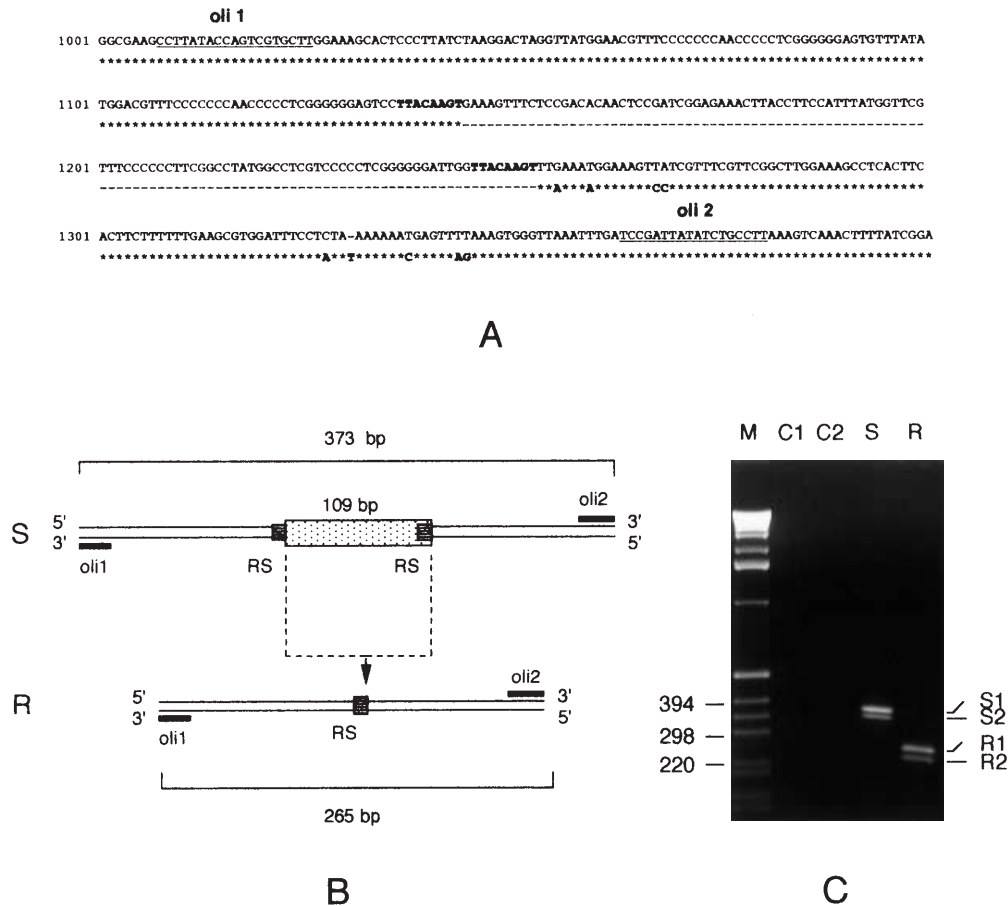 oli 1
1001 GGCGAAGCCTTATACCAGTCGTGCTTGGAAAGCACTCCCTTATCTAAGGACTAGGTTATGGAACGTTTCCCCCCCAACCCCCTCGGGGGGAGTGTTTATA
****************************************************************************************************
1101 TGGACGTTTCCCCCCCAACCCCCTCGGGGGGAGTCCTTACAAGTGAAAGTTTCTCCGACACAACTCCGATCGGAGAAACTTACCTTCCATTTATGGTTCG
********************************************--------------------------------------------------------
1201 TTTCCCCCCTTCGGCCTATGGCCTCGTCCCCCTCGGGGGGATTGGTTACAAGTTTGAAATGGAAAGTTATCGTTTCGTTCGGCTTGGAAAGCCTCACTTC
-----------------------------------------------------**A***A*******CC*******************************
oli 2
1301 ACTTCTTTTTTGAAGCGTGGATTTCCTCTA-AAAAAATGAGTTTTAAAGTGGGTTAAATTTGATCCGATTATATCTGCCTTAAAGTCAAACTTTTATCGGA
***************************A**T******C*****AG********************************************************
A
373 bp
109 bp
oli2
S
5'
3'
3'
5'
oli1
RS
RS
R
5'
3'
oli2
3'
5'
oli1
RS
265 bp
B
M C1 C2 S R
394
298
220
S1
S2
R1
R2
C